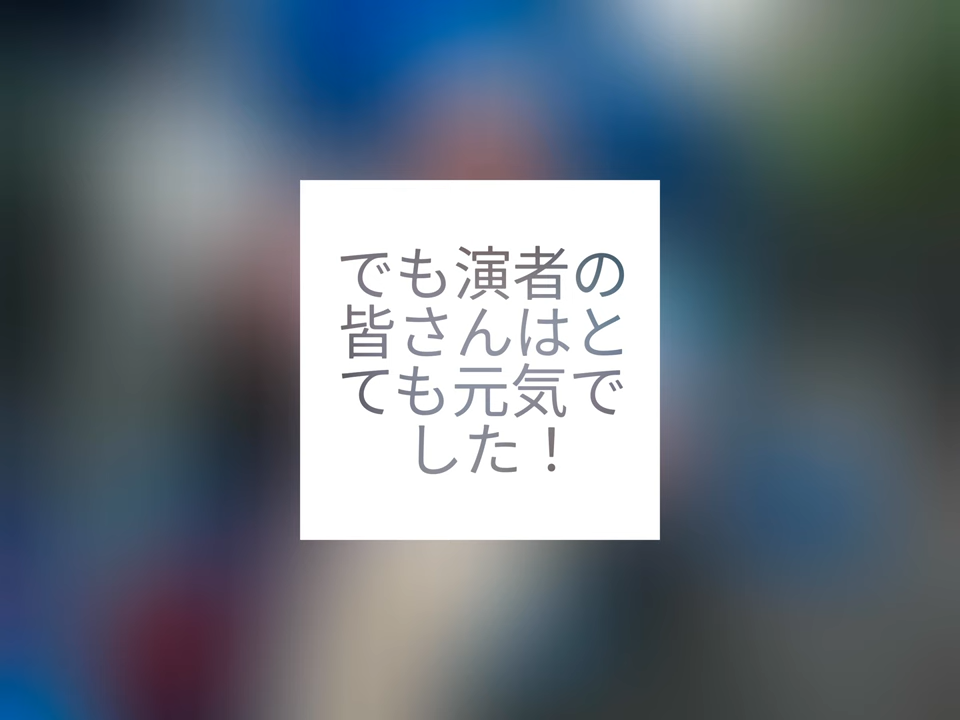 でも演者の
皆さんはと
ても元気で
した！